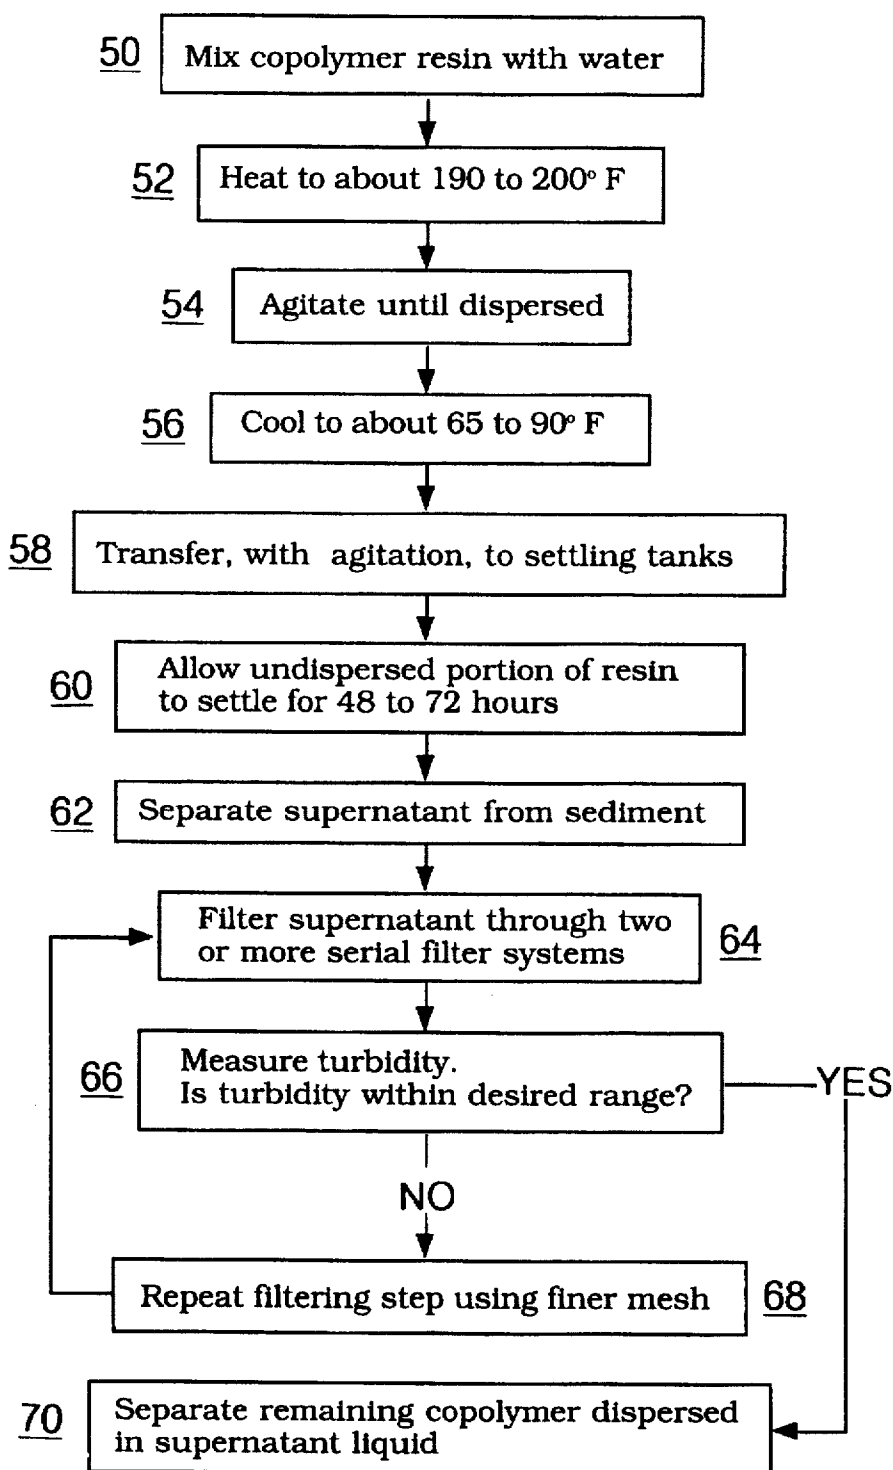 50
Mix copolymer resin with water
52
Heat to about 190 to 200° F
54
Agitate until dispersed
56
Cool to about 65 to 90° F
58
Transfer, with agitation, to settling tanks
60
Allow undispersed portion of resin
to settle for 48 to 72 hours
62
Separate supernatant from sediment
Filter supernatant through two
or more serial filter systems
64
66
Measure turbidity.
Is turbidity within desired range?
YES
NO
Repeat filtering step using finer mesh
68
70
Separate remaining copolymer dispersed
in supernatant liquid